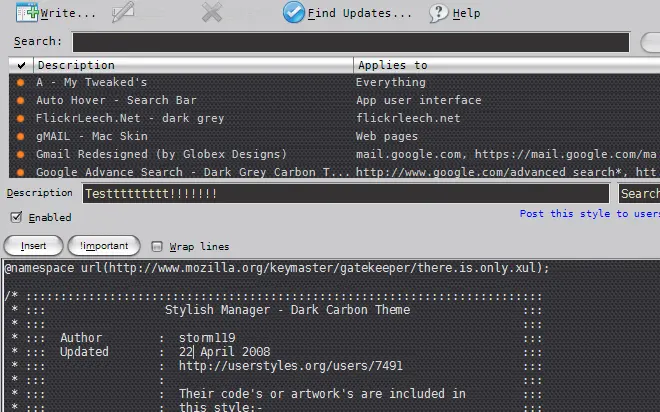 Write... Find Updates... Help
Search:
Description Applies to
A - My Tweaked's Everything
Auto Hover - Search Bar App user interface
FlickrLeech.Net - dark grey flickrleech.net
gMAIL - Mac Skin Web pages
Gmail Redesigned (by Globex Designs) mail.google.com, https://mail.google.com/ma
Google Advance Search - Dark Grey Carbon T... http://www.google.com/advanced_search*, htt
Description Testttttttttt!!!!!!! Search
Enabled
Post this style to users
Insert !important Wrap lines
@namespace url(http://www.mozilla.org/keymaster/gatekeeper/there.is.only.xul);
/* :::::::::::::::::::::::::::::::::::::::::::::::::::::::::::::::::::::::::::
* ::: Stylish Manager - Dark Carbon Theme :::
* ::: :::
* ::: Author : storm119 :::
* ::: Updated : 22 April 2008 :::
* ::: : http://userstyles.org/users/7491 :::
* ::: : :::
* ::: : Their code's or artwork's are included in :::
* ::: this style:- :::